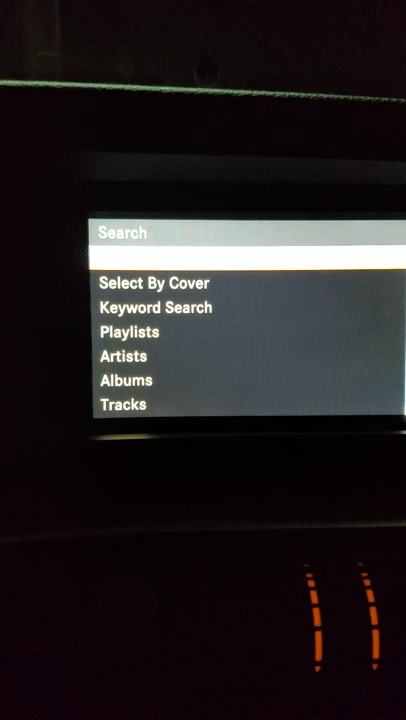 Search
Select By Cover
Keyword Search
Playlists
Artists
Albums
Tracks